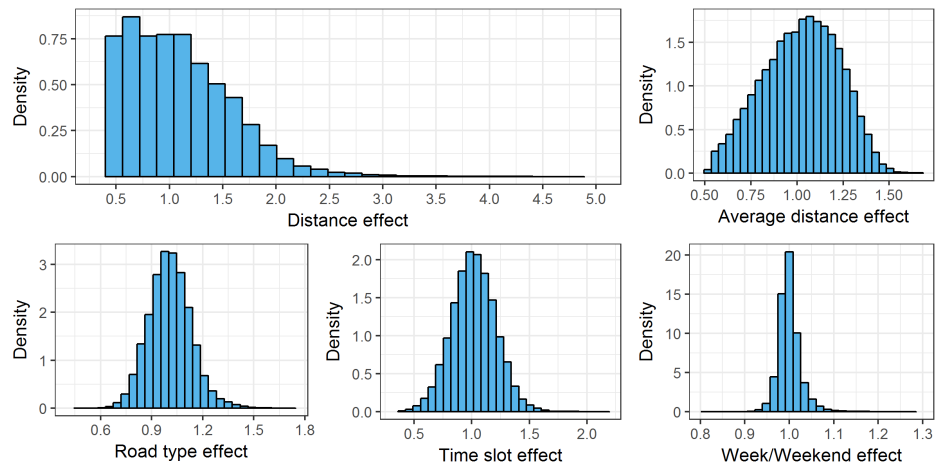 Density
0.75
0.50
0.25
0.00
0.5 1.0 1.5 2.0 2.5 3.0 3.5 4.0 4.5 5.0
Distance effect
Density
1.5
1.0
0.5
0.0
0.50 0.75 1.00 1.25 1.50
Average distance effect
Density
3
2
1
0
0.6 0.9 1.2 1.5 1.8
Road type effect
Density
2.0
1.5
1.0
0.5
0.0
0.5 1.0 1.5 2.0
Time slot effect
Density
20
15
10
5
0
0.8 0.9 1.0 1.1 1.2 1.3
Week/Weekend effect